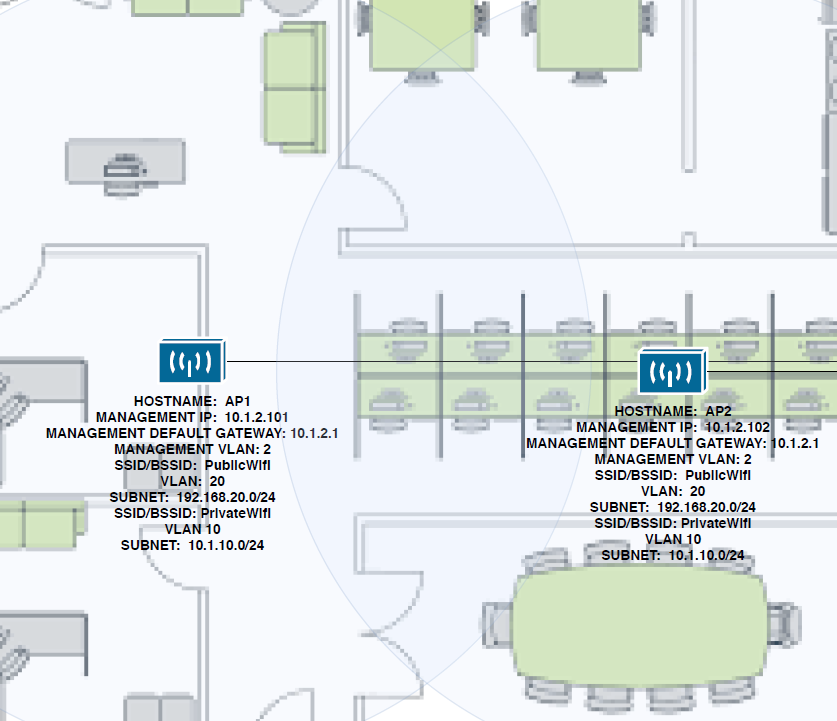 HOSTNAME: AP1
MANAGEMENT IP: 10.1.2.101
MANAGEMENT DEFAULT GATEWAY: 10.1.2.1
MANAGEMENT VLAN: 2
SSID/BSSID: PublicWifi
VLAN: 20
SUBNET: 192.168.20.0/24
SSID/BSSID: PrivateWifi
VLAN 10
SUBNET: 10.1.10.0/24
HOSTNAME: AP2
MANAGEMENT IP: 10.1.2.102
MANAGEMENT DEFAULT GATEWAY: 10.1.2.1
MANAGEMENT VLAN: 2
SSID/BSSID: PublicWifi
VLAN: 20
SUBNET: 192.168.20.0/24
SSID/BSSID: PrivateWifi
VLAN 10
SUBNET: 10.1.10.0/24